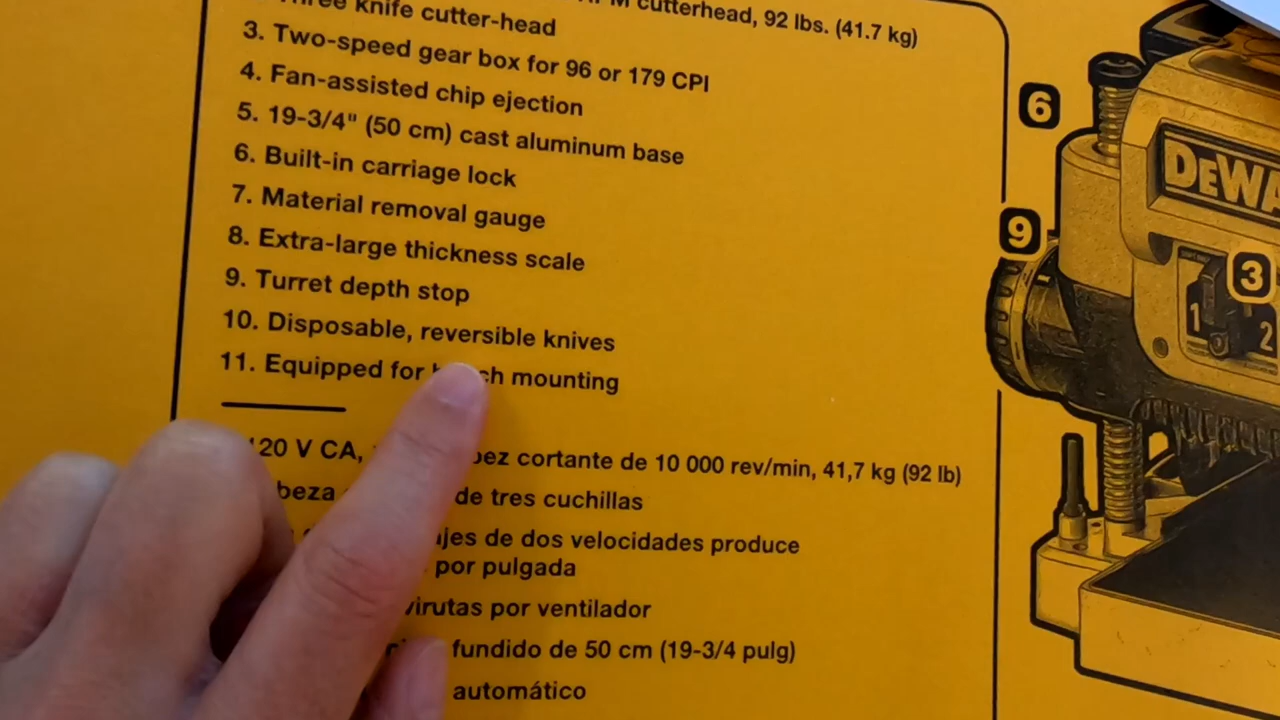 cutterhead, 92 lbs. (41.7 kg)
Three knife cutter-head
3. Two-speed gear box for 96 or 179 CPI
4. Fan-assisted chip ejection
5. 19-3/4" (50 cm) cast aluminum base
6. Built-in carriage lock
7. Material removal gauge
8. Extra-large thickness scale
9. Turret depth stop
10. Disposable, reversible knives
11. Equipped for mounting
120 V CA, cortante de 10 000 rev/min, 41,7 kg (92 lb)
de tres cuchillas
de dos velocidades produce
por pulgada
virutas por ventilador
fundido de 50 cm (19-3/4 pulg)
automático
6
DEWA
9
3
1
2